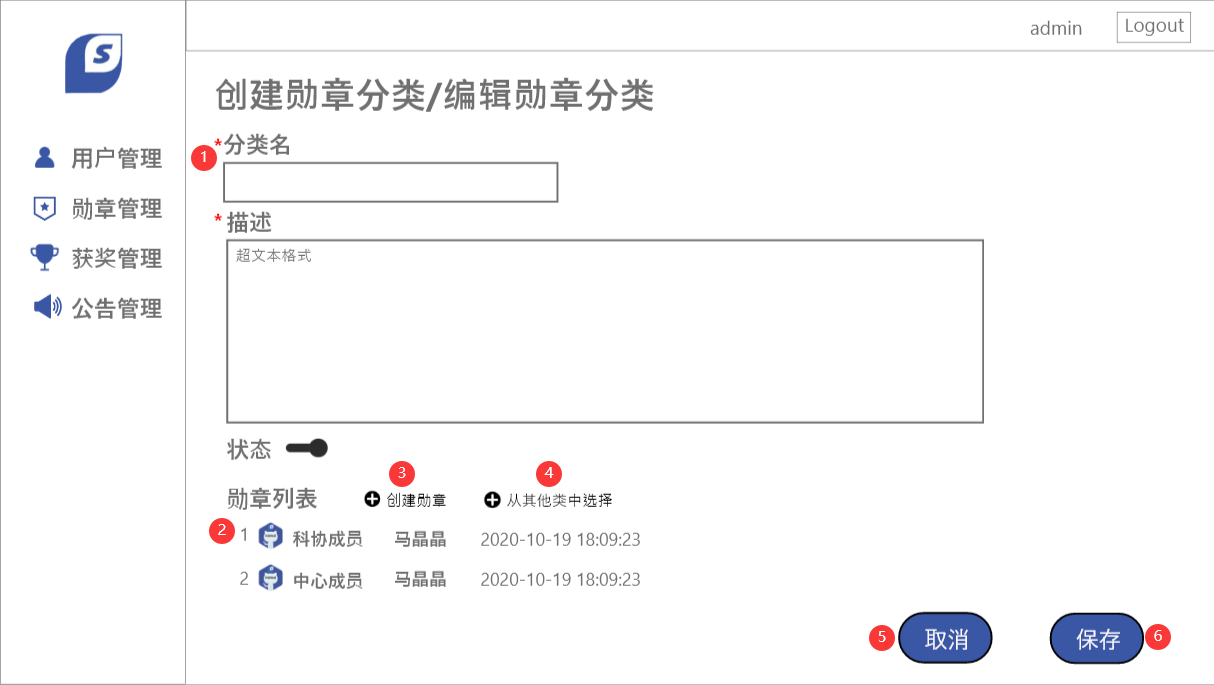 admin
Logout
S
用户管理
勋章管理
获奖管理
公告管理
创建勋章分类/编辑勋章分类
1
*分类名
*描述
超文本格式
状态
3
4
勋章列表 创建勋章 从其他类中选择
2
1 科协成员 马晶晶 2020-10-19 18:09:23
2 中心成员 马晶晶 2020-10-19 18:09:23
5 取消 保存 6